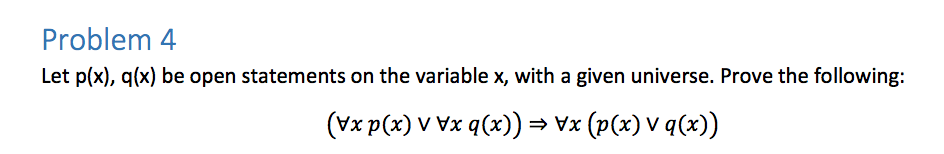 Problem 4
Let p(x), q(x) be open statements on the variable x, with a given universe. Prove the following:
(∀x p(x) ∨ ∀x q(x)) ⇒ ∀x (p(x) ∨ q(x))